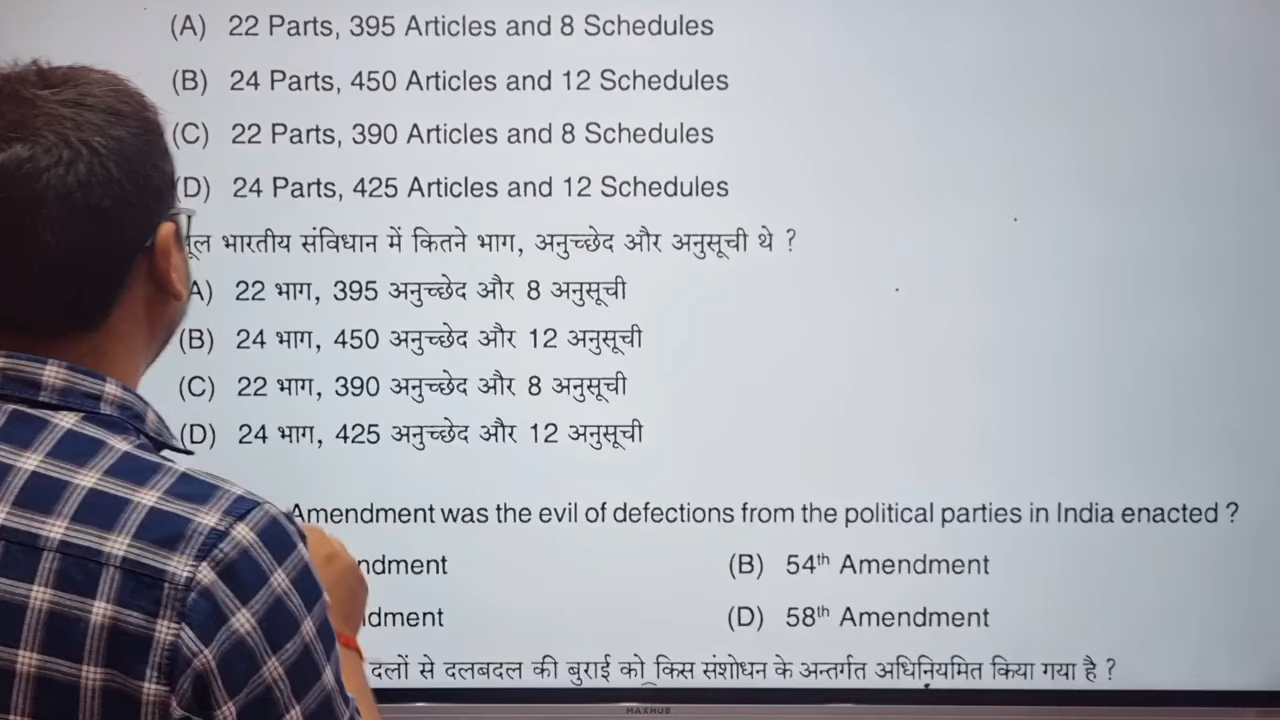 (A) 22 Parts, 395 Articles and 8 Schedules
(B) 24 Parts, 450 Articles and 12 Schedules
(C) 22 Parts, 390 Articles and 8 Schedules
(D) 24 Parts, 425 Articles and 12 Schedules
भारतीय संविधान में कितने भाग, अनुच्छेद और अनुसूची थे ?
A) 22 भाग, 395 अनुच्छेद और 8 अनुसूची
(B) 24 भाग, 450 अनुच्छेद और 12 अनुसूची
(C) 22 भाग, 390 अनुच्छेद और 8 अनुसूची
(D) 24 भाग, 425 अनुच्छेद और 12 अनुसूची
Amendment was the evil of defections from the political parties in India enacted ?
ndment (B) 54th Amendment
dment (D) 58th Amendment
दलों से दलबदल की बुराई को किस संशोधन के अन्तर्गत अधिनियमित किया गया है ?
MAXHUB